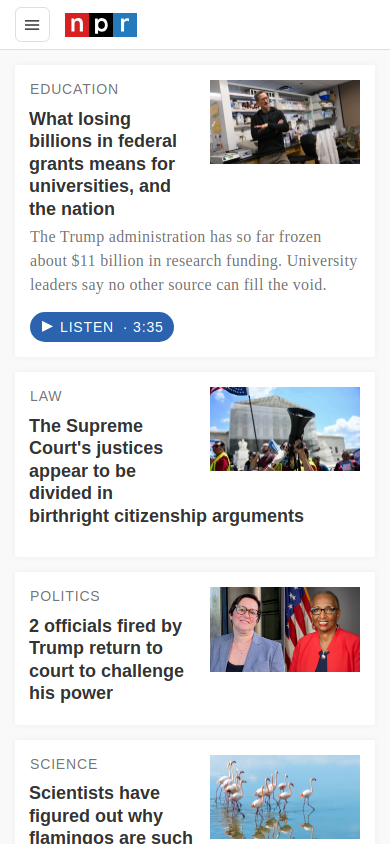 npr
EDUCATION
What losing
billions in federal
grants means for
universities, and
the nation
The Trump administration has so far frozen
about $11 billion in research funding. University
leaders say no other source can fill the void.
LISTEN · 3:35
LAW
The Supreme
Court's justices
appear to be
divided in
birthright citizenship arguments
POLITICS
2 officials fired by
Trump return to
court to challenge
his power
SCIENCE
Scientists have
figured out why
flamingos are such